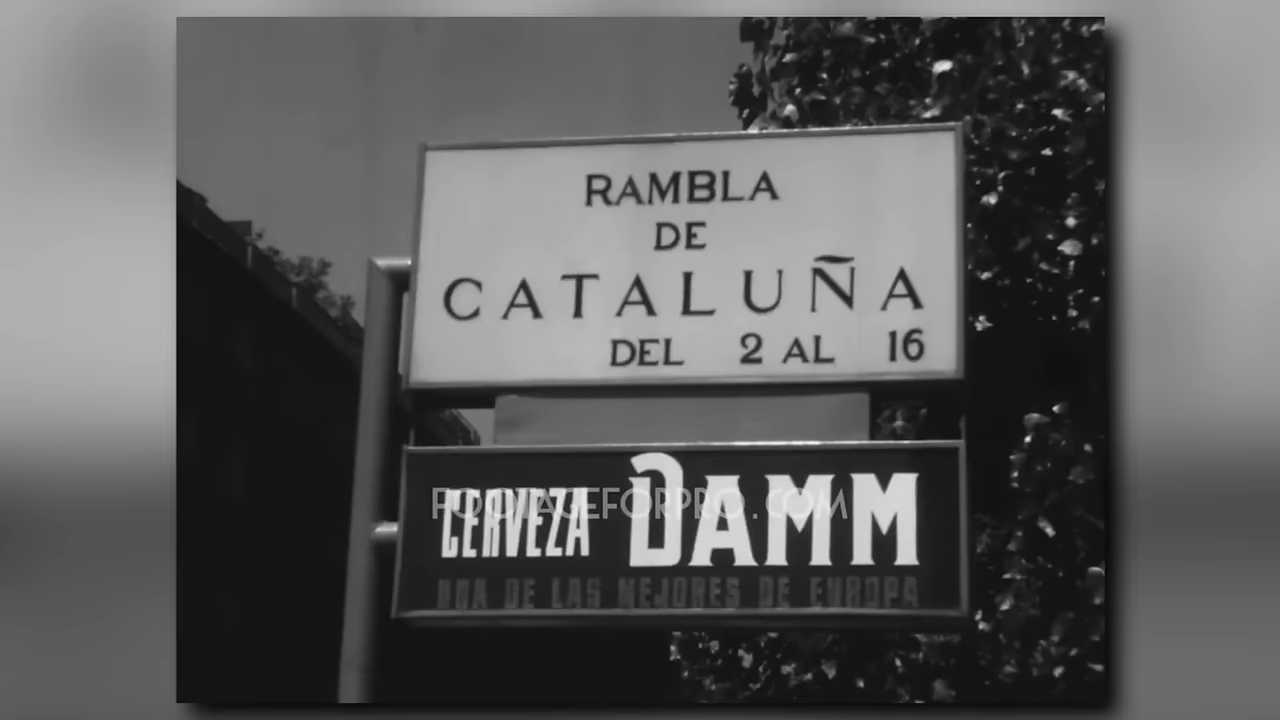 RAMBLA
DE
CATALUÑA
DEL 2 AL 16
CERVEZA DAMM
FOOTAGEFORPRO.COM
UNA DE LAS MEJORES DE EUROPA